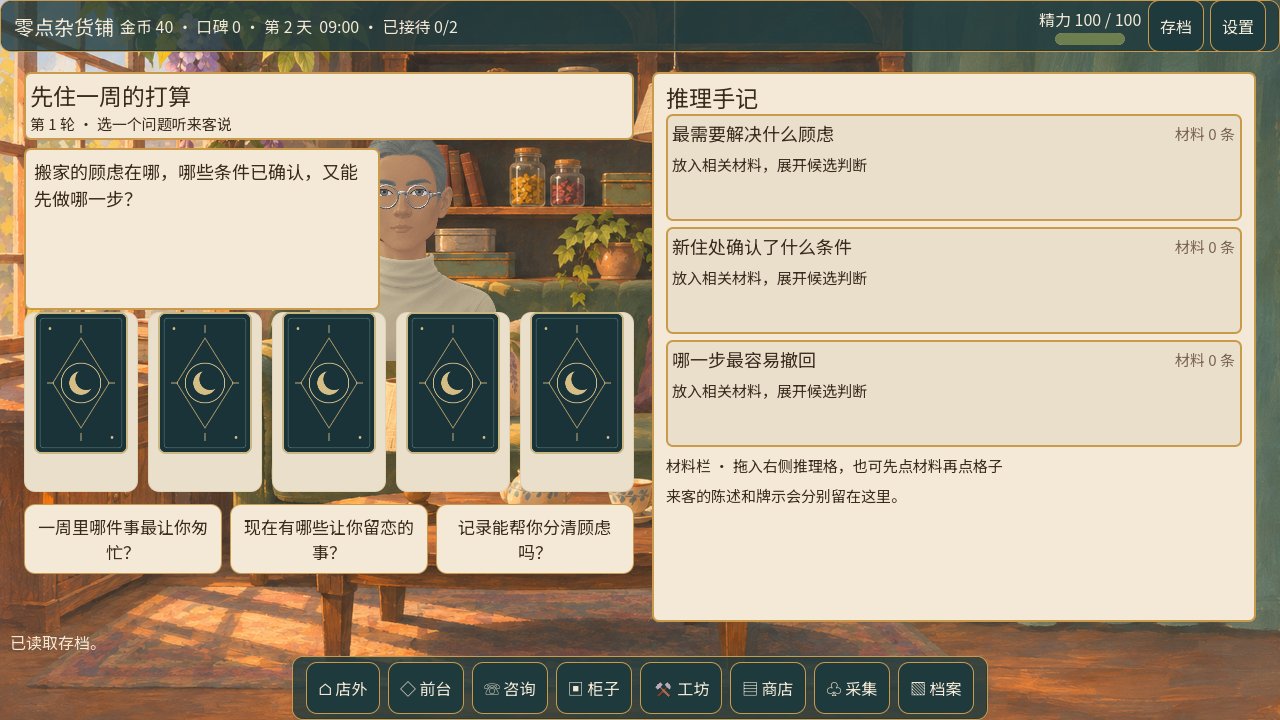 零点杂货铺 金币 40 · 口碑 0 · 第 2 天 09:00 · 已接待 0/2
精力 100 / 100
存档
设置
先住一周的打算
第 1 轮 · 选一个问题听来客说
搬家的顾虑在哪，哪些条件已确认，又能
先做哪一步？
一周里哪件事最让你匆
忙？
现在有哪些让你留恋的
事？
记录能帮你分清顾虑
吗？
推理手记
最需要解决什么顾虑
材料 0 条
放入相关材料，展开候选判断
新住处确认了什么条件
材料 0 条
放入相关材料，展开候选判断
哪一步最容易撤回
材料 0 条
放入相关材料，展开候选判断
材料栏 · 拖入右侧推理格，也可先点材料再点格子
来客的陈述和牌示会分别留在这里。
已读取存档。
店外
前台
咨询
柜子
工坊
商店
采集
档案